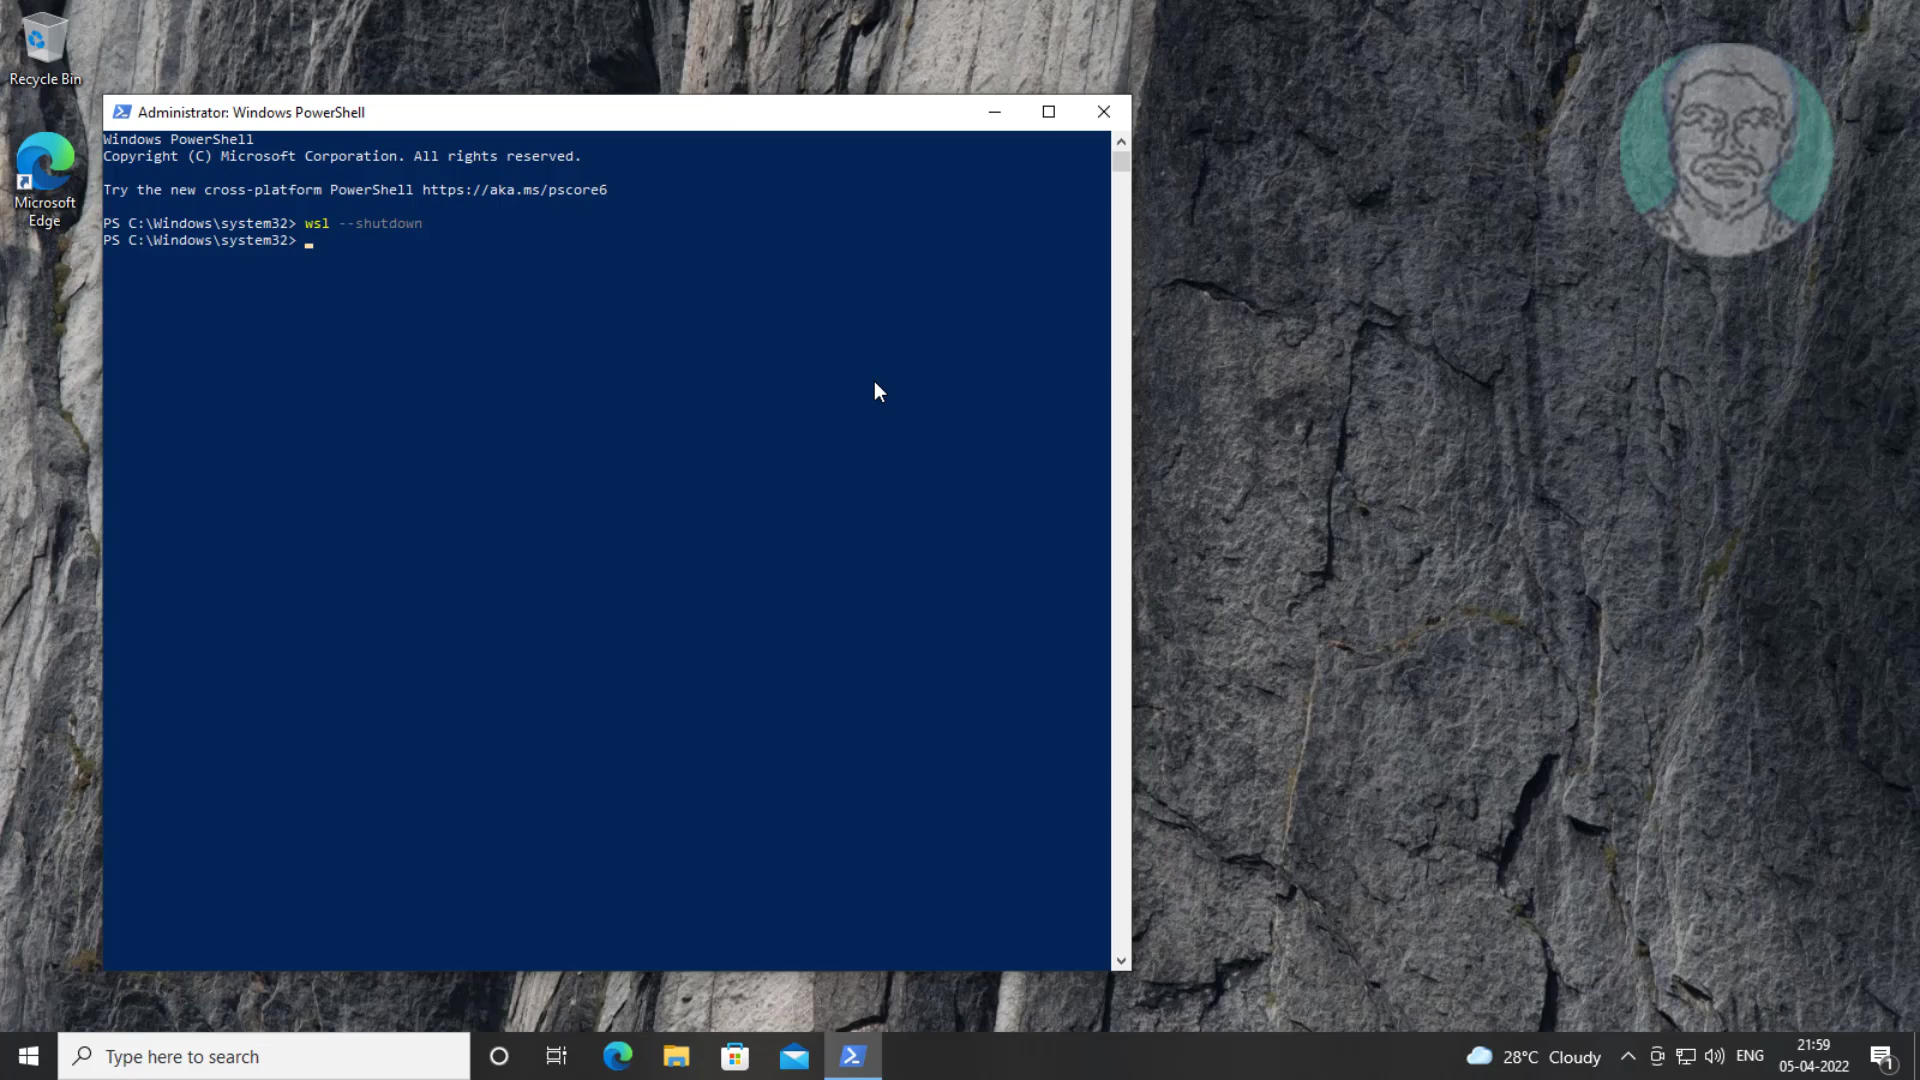 Recycle Bin
Microsoft
Edge
Administrator: Windows PowerShell
Windows PowerShell
Copyright (C) Microsoft Corporation. All rights reserved.
Try the new cross-platform PowerShell https://aka.ms/pscore6
PS C:\Windows\system32> wsl --shutdown
PS C:\Windows\system32>
Type here to search
28°C Cloudy
ENG
21:59
05-04-2022
1